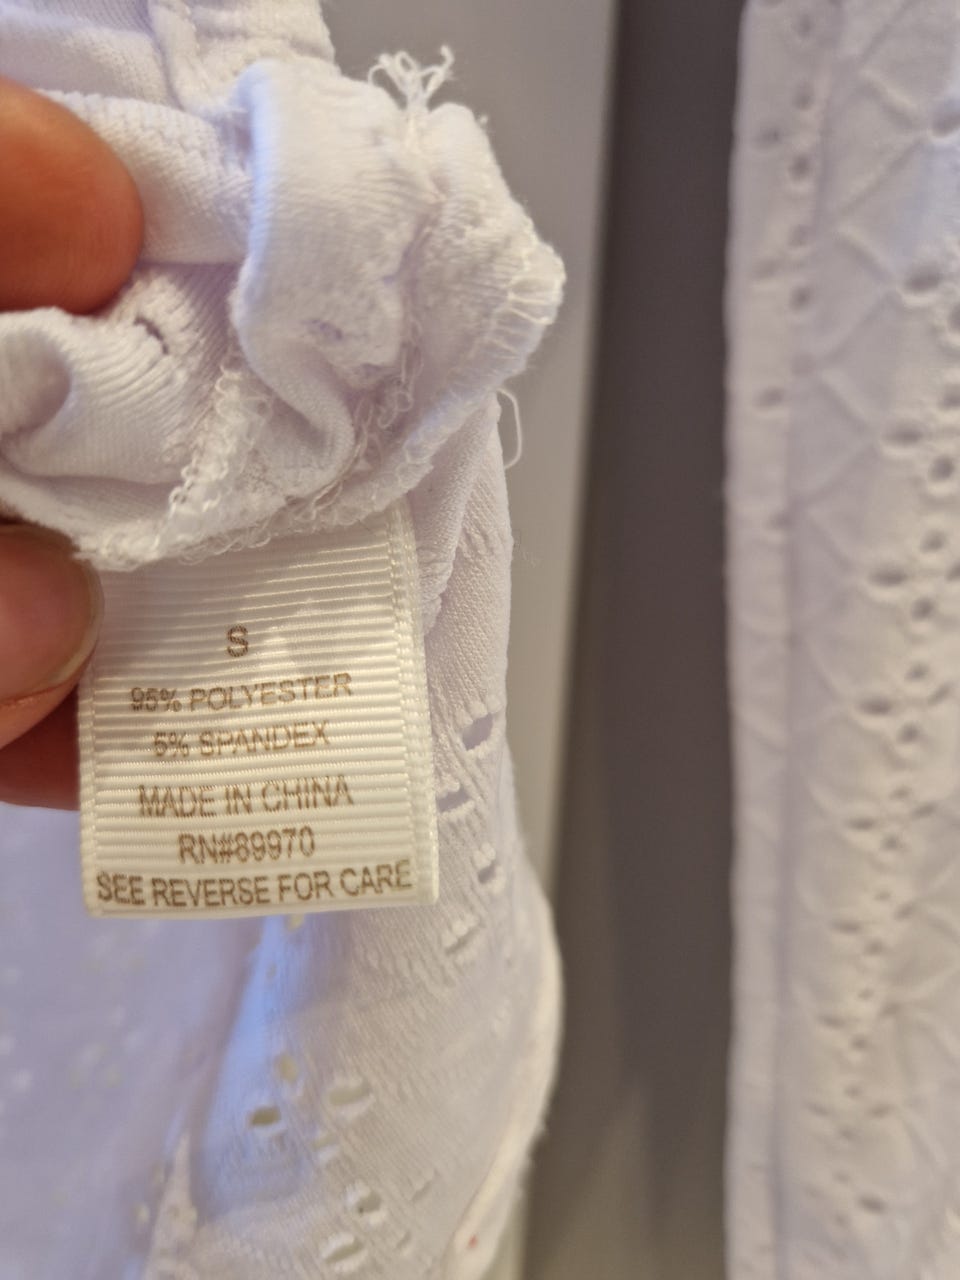 S
95% POLYESTER
5% SPANDEX
MADE IN CHINA
RN#89970
SEE REVERSE FOR CARE